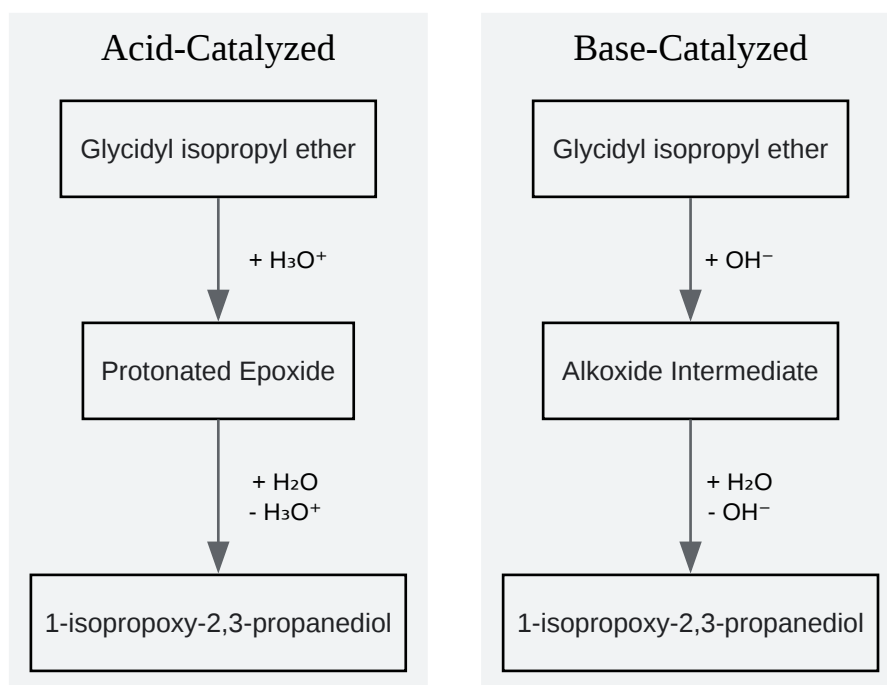 Acid-Catalyzed
Glycidyl isopropyl ether
+ H₃O⁺
Protonated Epoxide
+ H₂O
- H₃O⁺
1-isopropoxy-2,3-propanediol
Base-Catalyzed
Glycidyl isopropyl ether
+ OH⁻
Alkoxide Intermediate
+ H₂O
- OH⁻
1-isopropoxy-2,3-propanediol